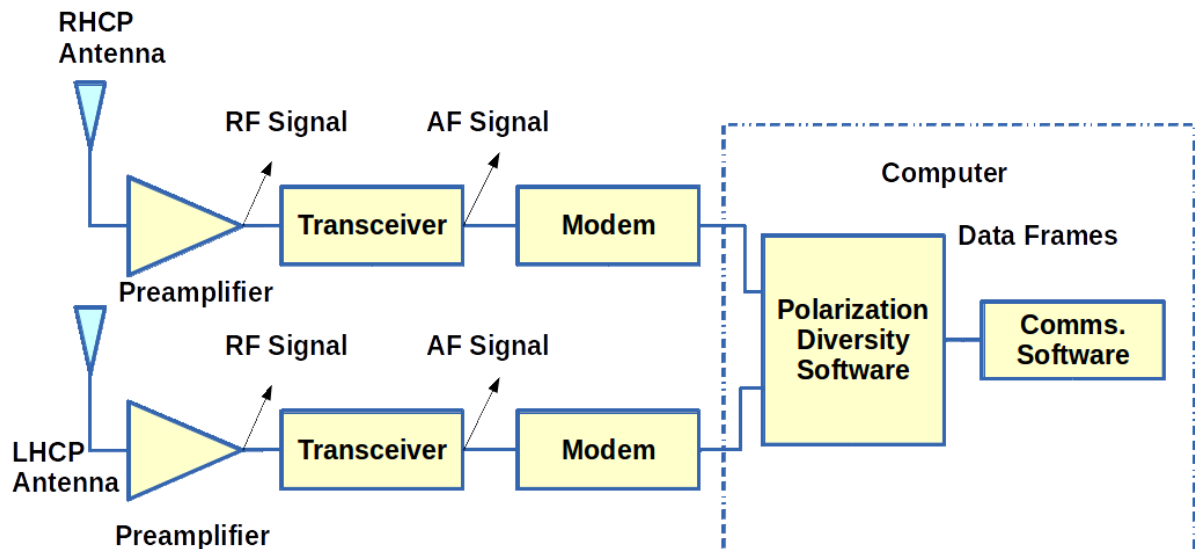 RHCP
Antenna
RF Signal
AF Signal
Computer
Transceiver
Modem
Data Frames
Preamplifier
Polarization
Diversity
Software
Comms.
Software
RF Signal
AF Signal
LHCP
Antenna
Transceiver
Modem
Preamplifier